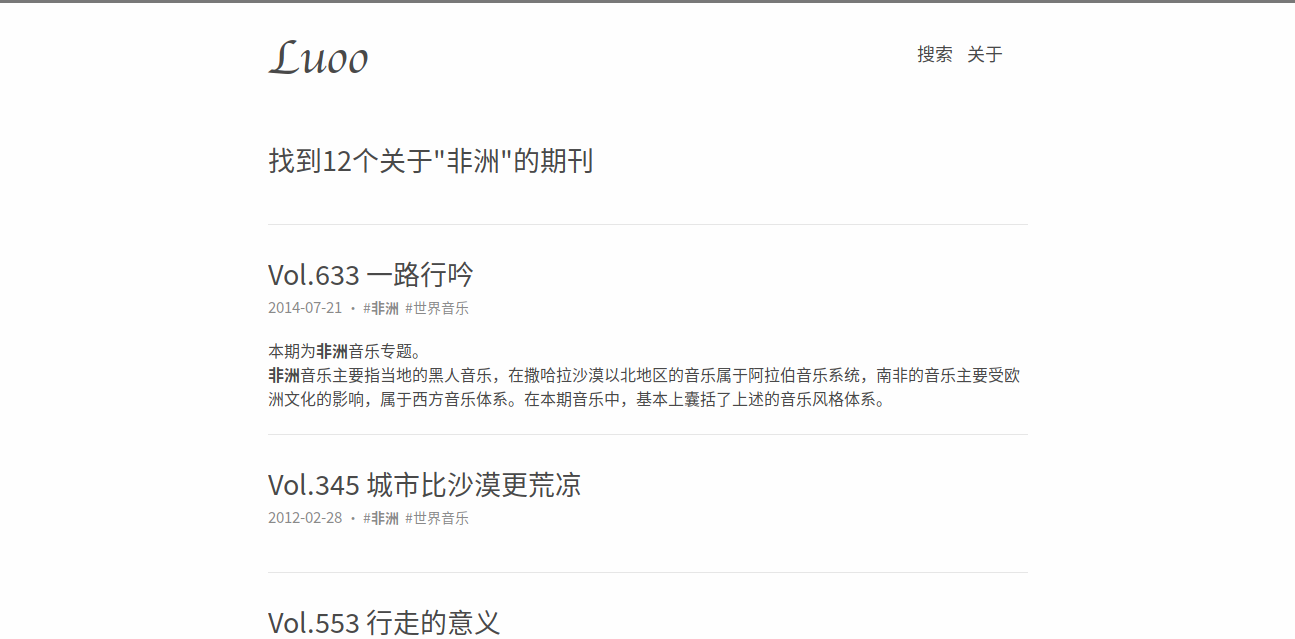 Luoo
搜索 关于
找到12个关于"非洲"的期刊
Vol.633 一路行吟
2014-07-21 • #非洲 #世界音乐
本期为非洲音乐专题。
非洲音乐主要指当地的黑人音乐，在撒哈拉沙漠以北地区的音乐属于阿拉伯音乐系统，南非的音乐主要受欧
洲文化的影响，属于西方音乐体系。在本期音乐中，基本上囊括了上述的音乐风格体系。
Vol.345 城市比沙漠更荒凉
2012-02-28 • #非洲 #世界音乐
Vol.553 行走的意义